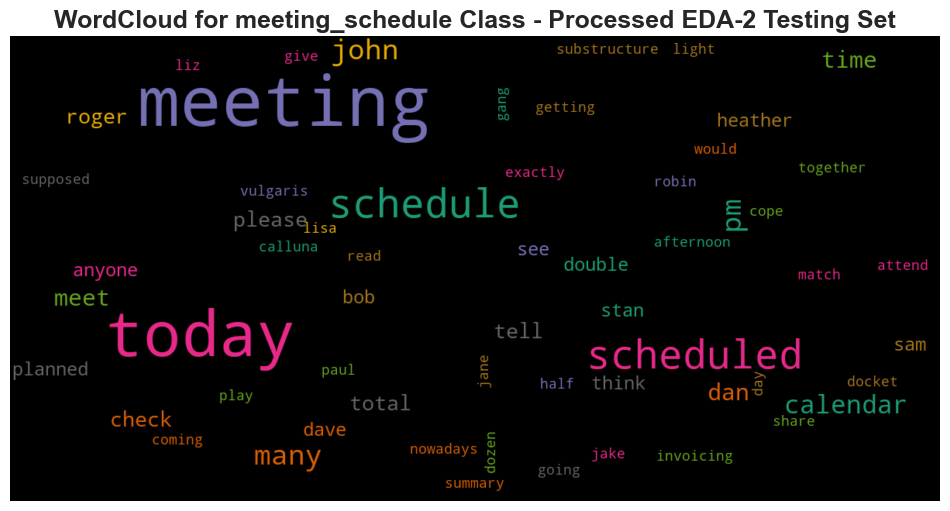 WordCloud for meeting_schedule Class - Processed EDA-2 Testing Set
john
substructure
light
give
liz
time
meeting
gang
getting
roger
heather
would
together
exactly
supposed
robin
vulgaris
schedule
pm
cope
please
lisa
afternoon
calluna
see
read
double
anyone
match
attend
meet
bob
stan
today
tell
sam
scheduled
planned
paul
jane
half
think
day
docket
play
total
dan
calendar
check
share
coming
dave
many
nowadays
dozen
jake
invoicing
going
summary